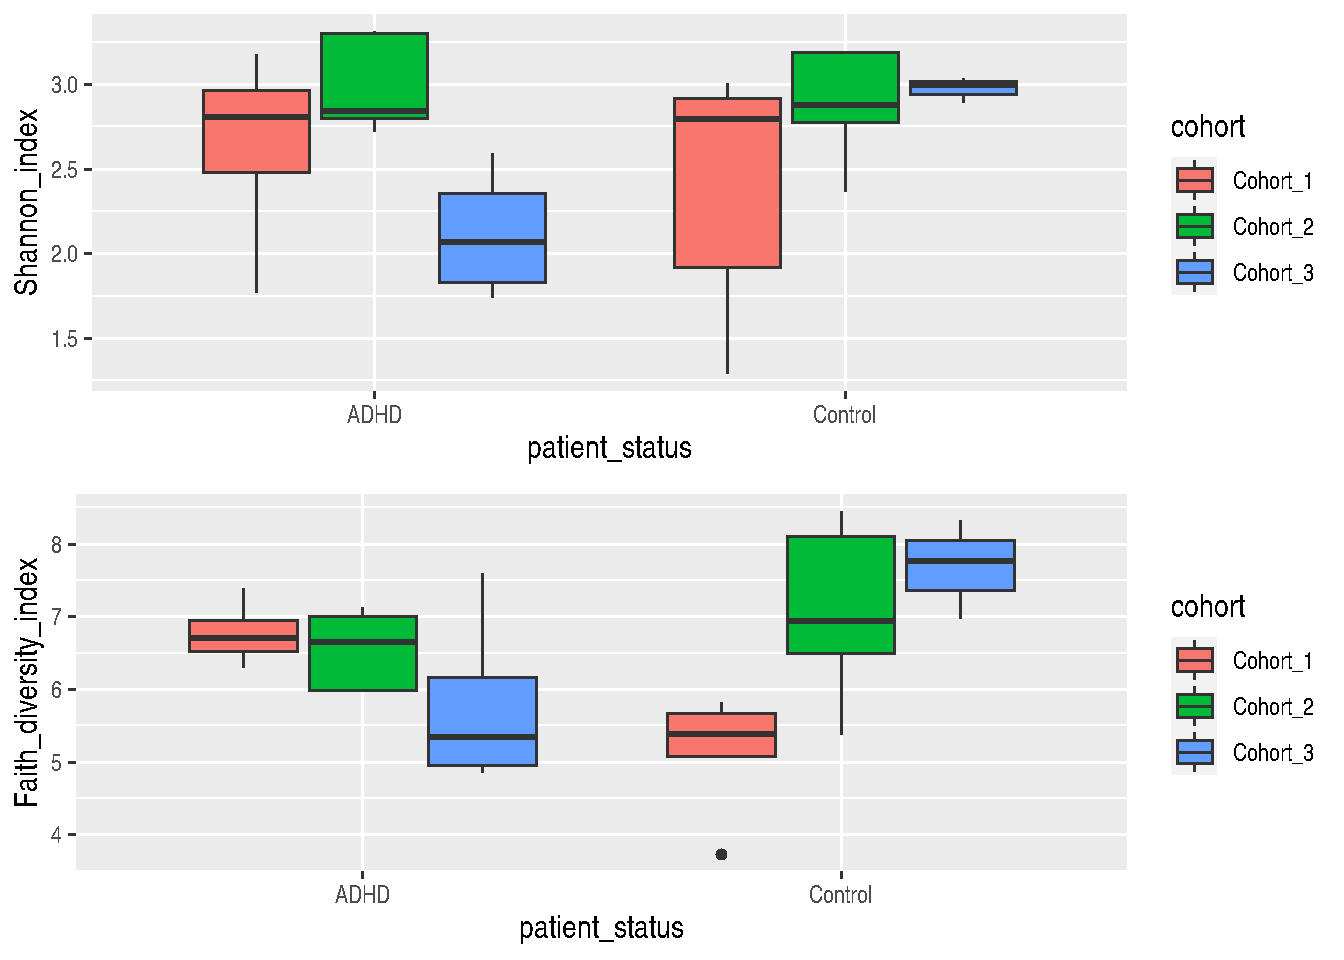 Shannon_index
3.0
2.5
2.0
1.5
ADHD
Control
patient_status
cohort
Cohort_1
Cohort_2
Cohort_3
Faith_diversity_index
8
7
6
5
4
ADHD
Control
patient_status
cohort
Cohort_1
Cohort_2
Cohort_3